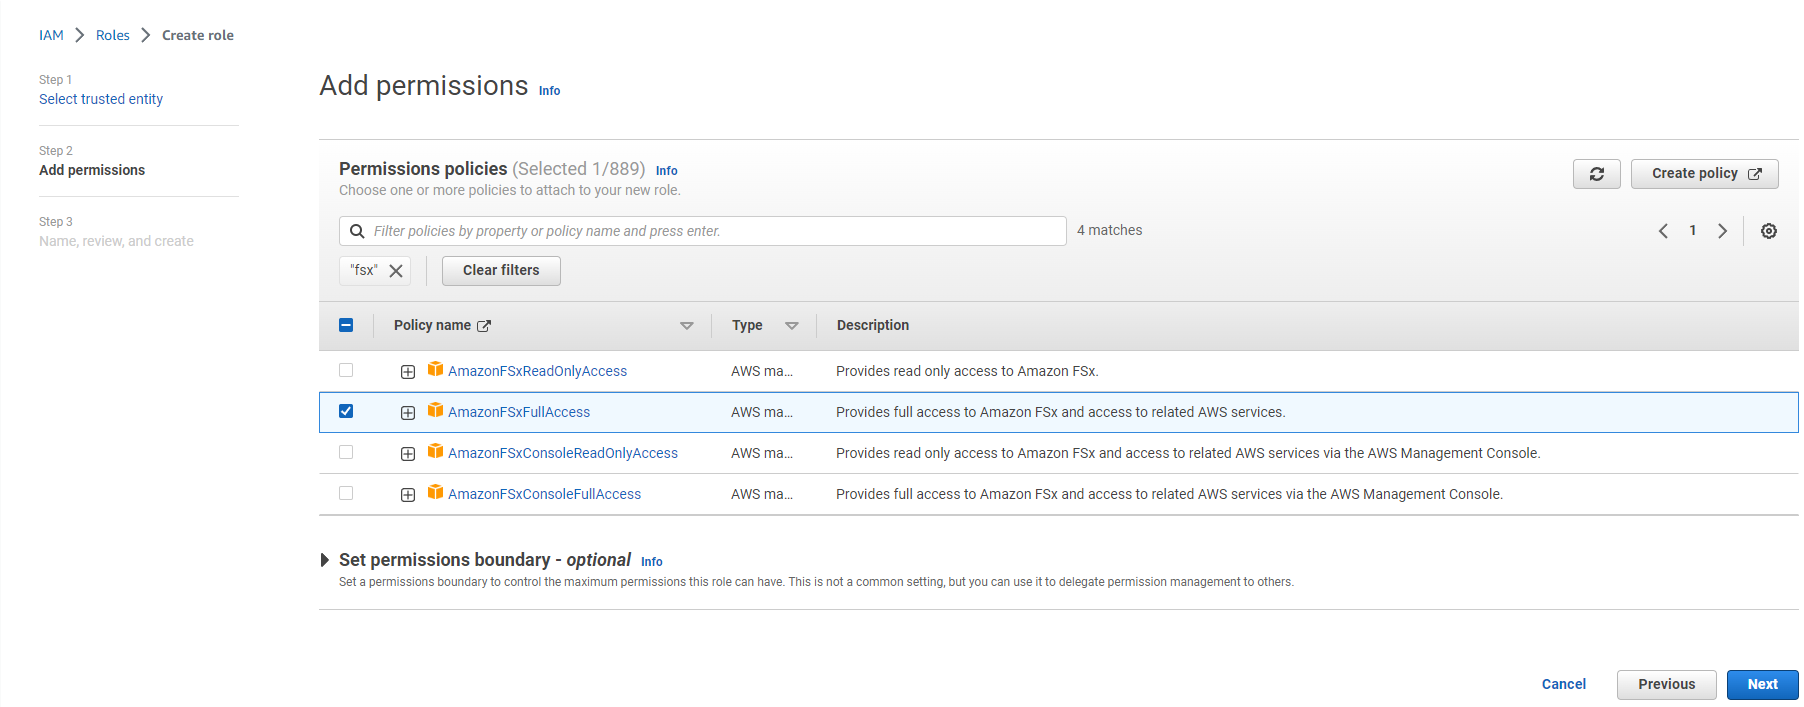 IAM > Roles > Create role
Step 1
Select trusted entity
Step 2
Add permissions
Step 3
Name, review, and create
Add permissions Info
Permissions policies (Selected 1/889) Info
Choose one or more policies to attach to your new role.
Create policy
Filter policies by property or policy name and press enter.
4 matches
1
"fsx"
Clear filters
Policy name Type Description
AmazonFSxReadOnlyAccess AWS ma... Provides read only access to Amazon FSx.
AmazonFSxFullAccess AWS ma... Provides full access to Amazon FSx and access to related AWS services.
AmazonFSxConsoleReadOnlyAccess AWS ma... Provides read only access to Amazon FSx and access to related AWS services via the AWS Management Console.
AmazonFSxConsoleFullAccess AWS ma... Provides full access to Amazon FSx and access to related AWS services via the AWS Management Console.
Set permissions boundary - optional Info
Set a permissions boundary to control the maximum permissions this role can have. This is not a common setting, but you can use it to delegate permission management to others.
Cancel Previous Next